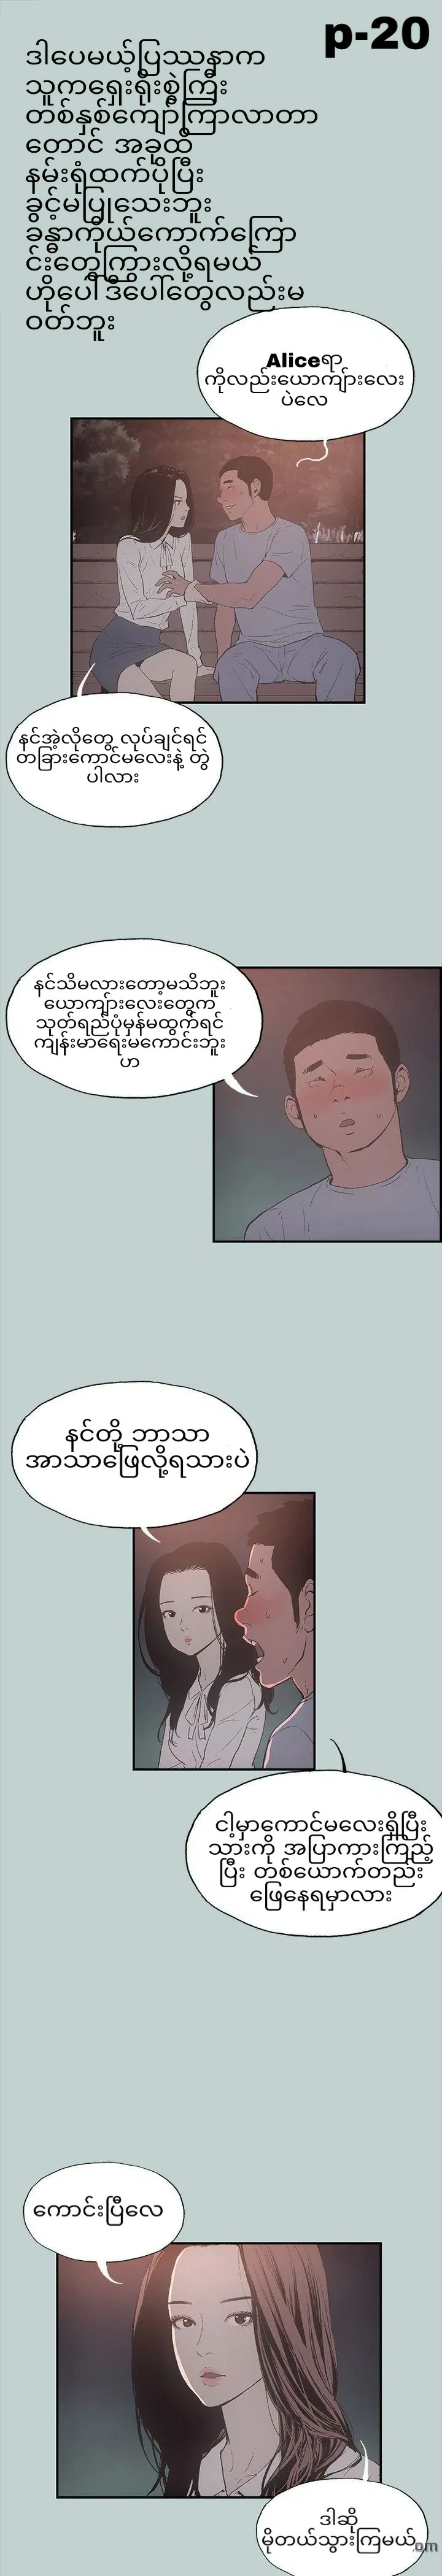 p-20
ဒါပေမယ့်ပြဿနာက
သူကရှေးရိုးစွဲကြီး
တစ်နှစ်ကျော်ကြာလာတာ
တောင် အခုထိ
နမ်းရုံထက်ပိုပြီး
ခွင့်မပြုသေးဘူး
ခန္ဓာကိုယ်ကောက်ကြော
င်းတွေကြွားလို့ရမယ်
ဟိုပေါ်ဒီပေါ်တွေလည်းမ
ဝတ်ဘူး
Aliceရာ
ကိုလည်းယောကျ်ားလေး
ပဲလေ
နင်အဲ့လိုတွေ လုပ်ချင်ရင်
တခြားကောင်မလေးနဲ့ တွဲ
ပါလား
နင်သိမလားတော့မသိဘူး
ယောကျ်ားလေးတွေက
သုတ်ရည်ပုံမှန်မထွက်ရင်
ကျန်းမာရေးမကောင်းဘူး
ဟ
နင်တို့ ဘာသာ
အာသာဖြေလို့ရသားပဲ
ငါ့မှာကောင်မလေးရှိပြီး
သားကို အပြာကားကြည့်
ပြီး တစ်ယောက်တည်း
ဖြေနေရမှာလား
ကောင်းပြီလေ
ဒါဆို
မိုတယ်သွားကြမယ်
.om